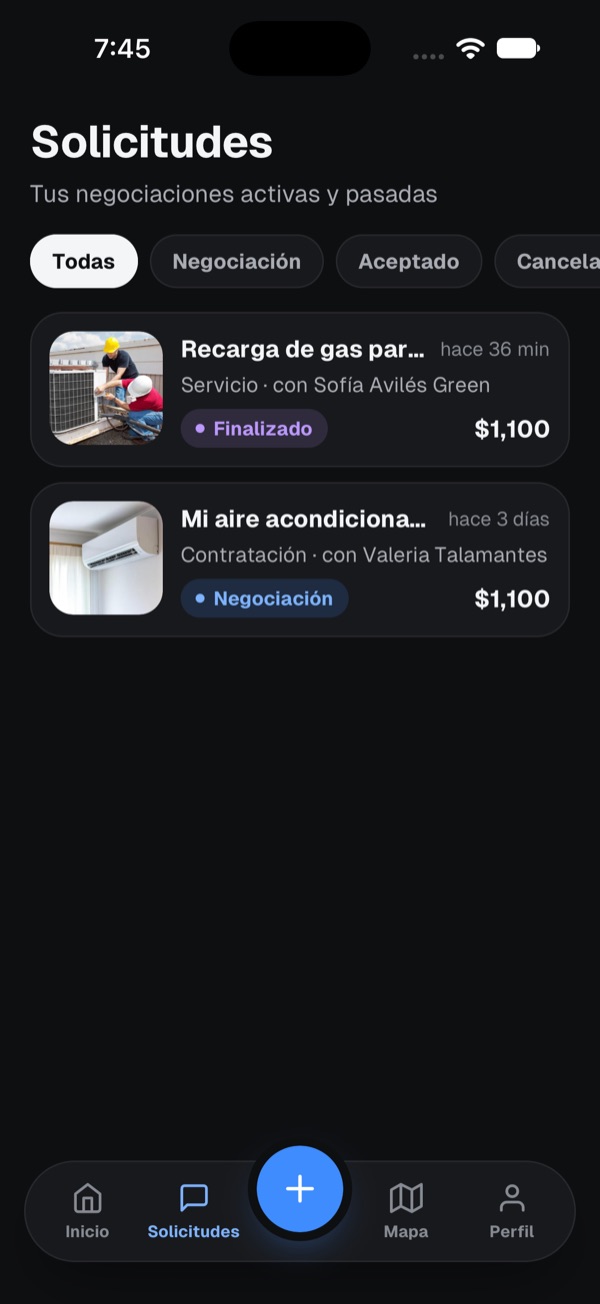 7:45
Solicitudes
Tus negociaciones activas y pasadas
Todas Negociación Aceptado Cancela
Recarga de gas par... hace 36 min
Servicio · con Sofía Avilés Green
Finalizado $1,100
Mi aire acondiciona... hace 3 días
Contratación · con Valeria Talamantes
Negociación $1,100
Inicio Solicitudes Mapa Perfil